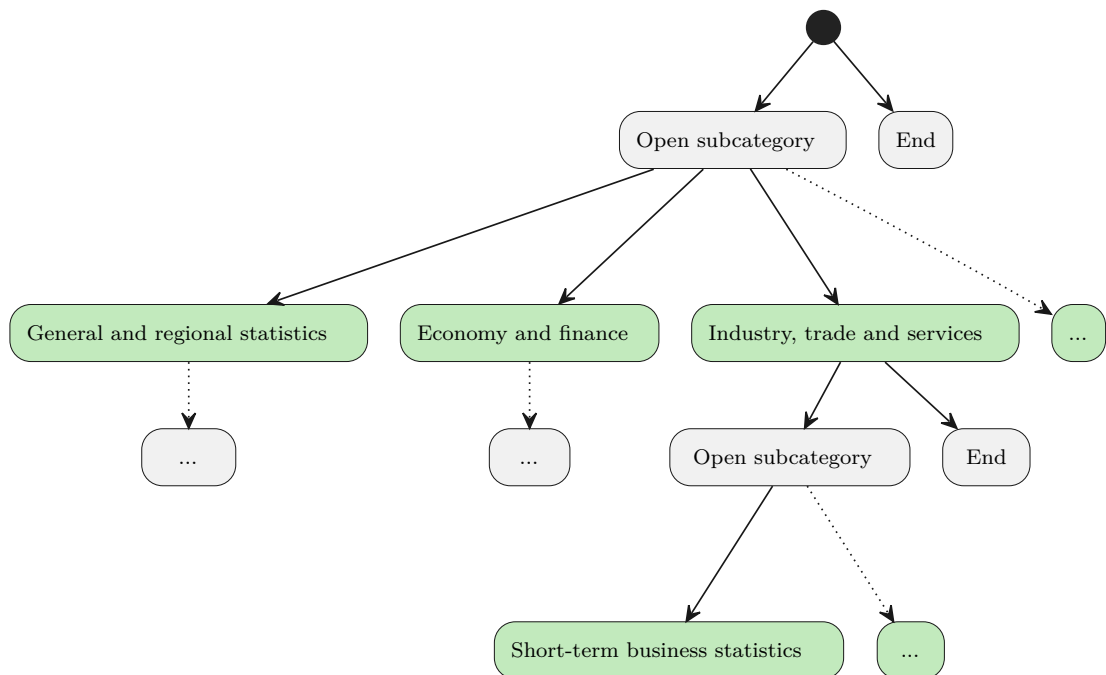 Open subcategory
End
General and regional statistics
Economy and finance
Industry, trade and services
...
...
...
Open subcategory
End
Short-term business statistics
...